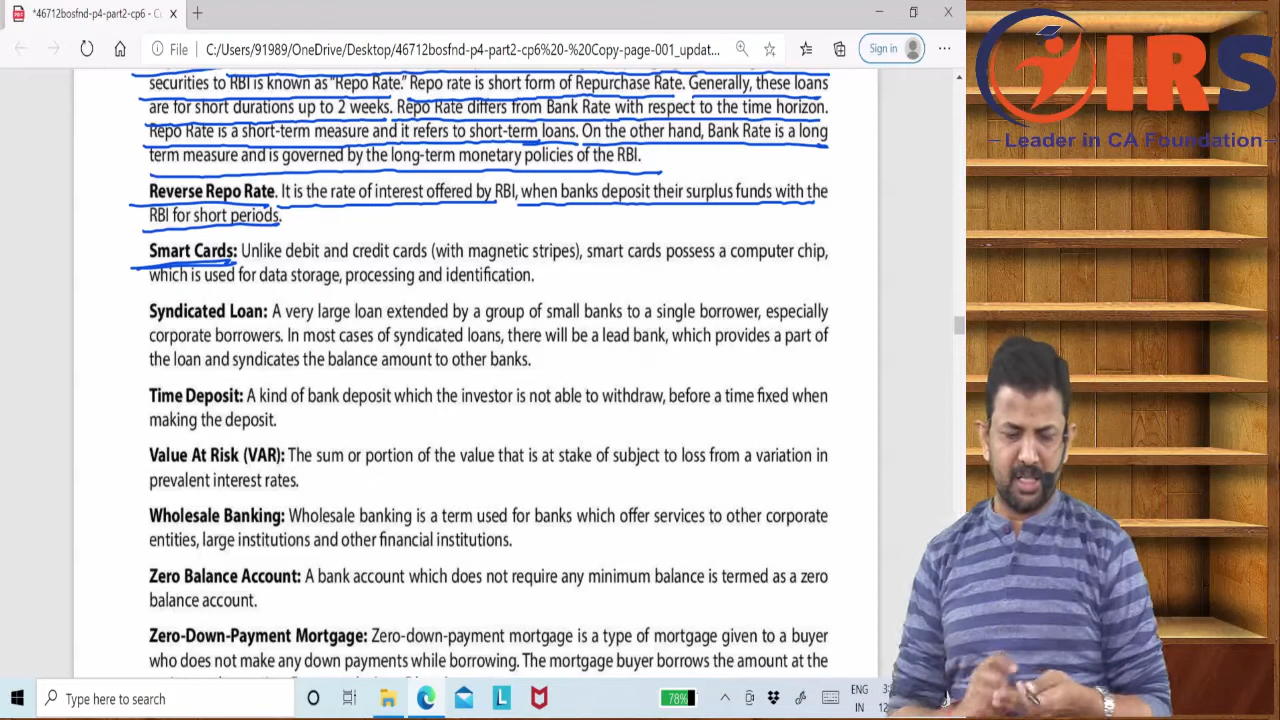 *46712bosfnd-p4-part2-cp6 - C
File
C:/Users/91989/OneDrive/Desktop/46712bosfnd-p4-part2-cp6%20-%20Copy-page-001_updat...
Sign in
securities to RBI is known as "Repo Rate." Repo rate is short form of Repurchase Rate. Generally, these loans
are for short durations up to 2 weeks. Repo Rate differs from Bank Rate with respect to the time horizon.
Repo Rate is a short-term measure and it refers to short-term loans. On the other hand, Bank Rate is a long
term measure and is governed by the long-term monetary policies of the RBI.
Reverse Repo Rate. It is the rate of interest offered by RBI, when banks deposit their surplus funds with the
RBI for short periods.
Smart Cards: Unlike debit and credit cards (with magnetic stripes), smart cards possess a computer chip,
which is used for data storage, processing and identification.
Syndicated Loan: A very large loan extended by a group of small banks to a single borrower, especially
corporate borrowers. In most cases of syndicated loans, there will be a lead bank, which provides a part of
the loan and syndicates the balance amount to other banks.
Time Deposit: A kind of bank deposit which the investor is not able to withdraw, before a time fixed when
making the deposit.
Value At Risk (VAR): The sum or portion of the value that is at stake of subject to loss from a variation in
prevalent interest rates.
Wholesale Banking: Wholesale banking is a term used for banks which offer services to other corporate
entities, large institutions and other financial institutions.
Zero Balance Account: A bank account which does not require any minimum balance is termed as a zero
balance account.
Zero-Down-Payment Mortgage: Zero-down-payment mortgage is a type of mortgage given to a buyer
who does not make any down payments while borrowing. The mortgage buyer borrows the amount at the
IRS
Leader in CA Foundation
Type here to search
L
78%
ENG
IN